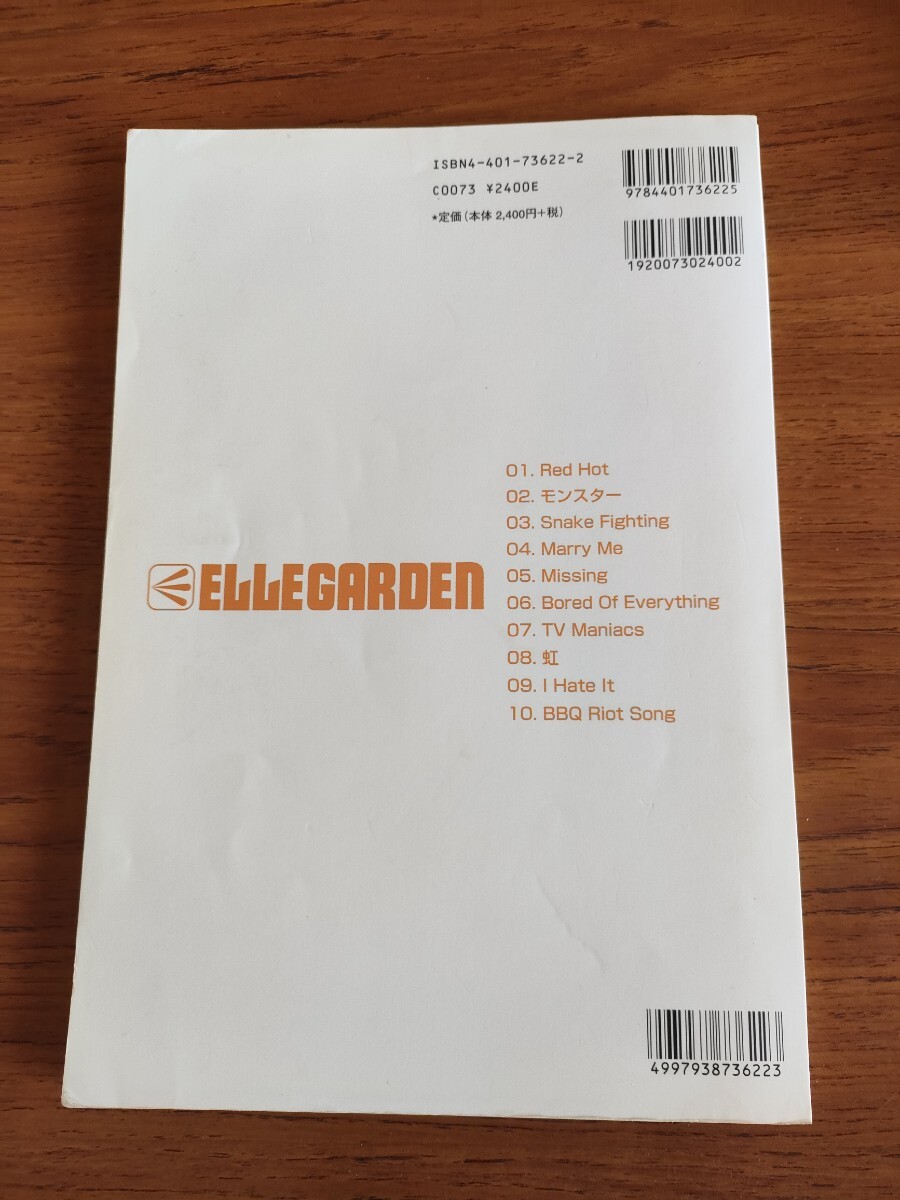 ISBN4-401-73622-2
C0073 ¥2400E
*定価(本体 2,400円+税)
9784401736225
1920073024002
ELLEGARDEN
01. Red Hot
02. モンスター
03. Snake Fighting
04. Marry Me
05. Missing
06. Bored Of Everything
07. TV Maniacs
08. 虹
09. I Hate It
10. BBQ Riot Song
4997938736223